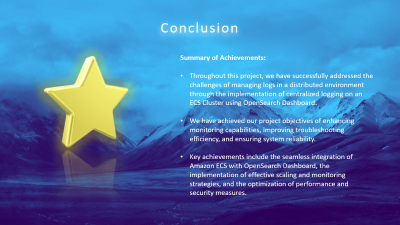 Conclusion
Summary of Achievements:
• Throughout this project, we have successfully addressed the
challenges of managing logs in a distributed environment
through the implementation of centralized logging on an
ECS Cluster using OpenSearch Dashboard.
• We have achieved our project objectives of enhancing
monitoring capabilities, improving troubleshooting
efficiency, and ensuring system reliability.
• Key achievements include the seamless integration of
Amazon ECS with OpenSearch Dashboard, the
implementation of effective scaling and monitoring
strategies, and the optimization of performance and
security measures.